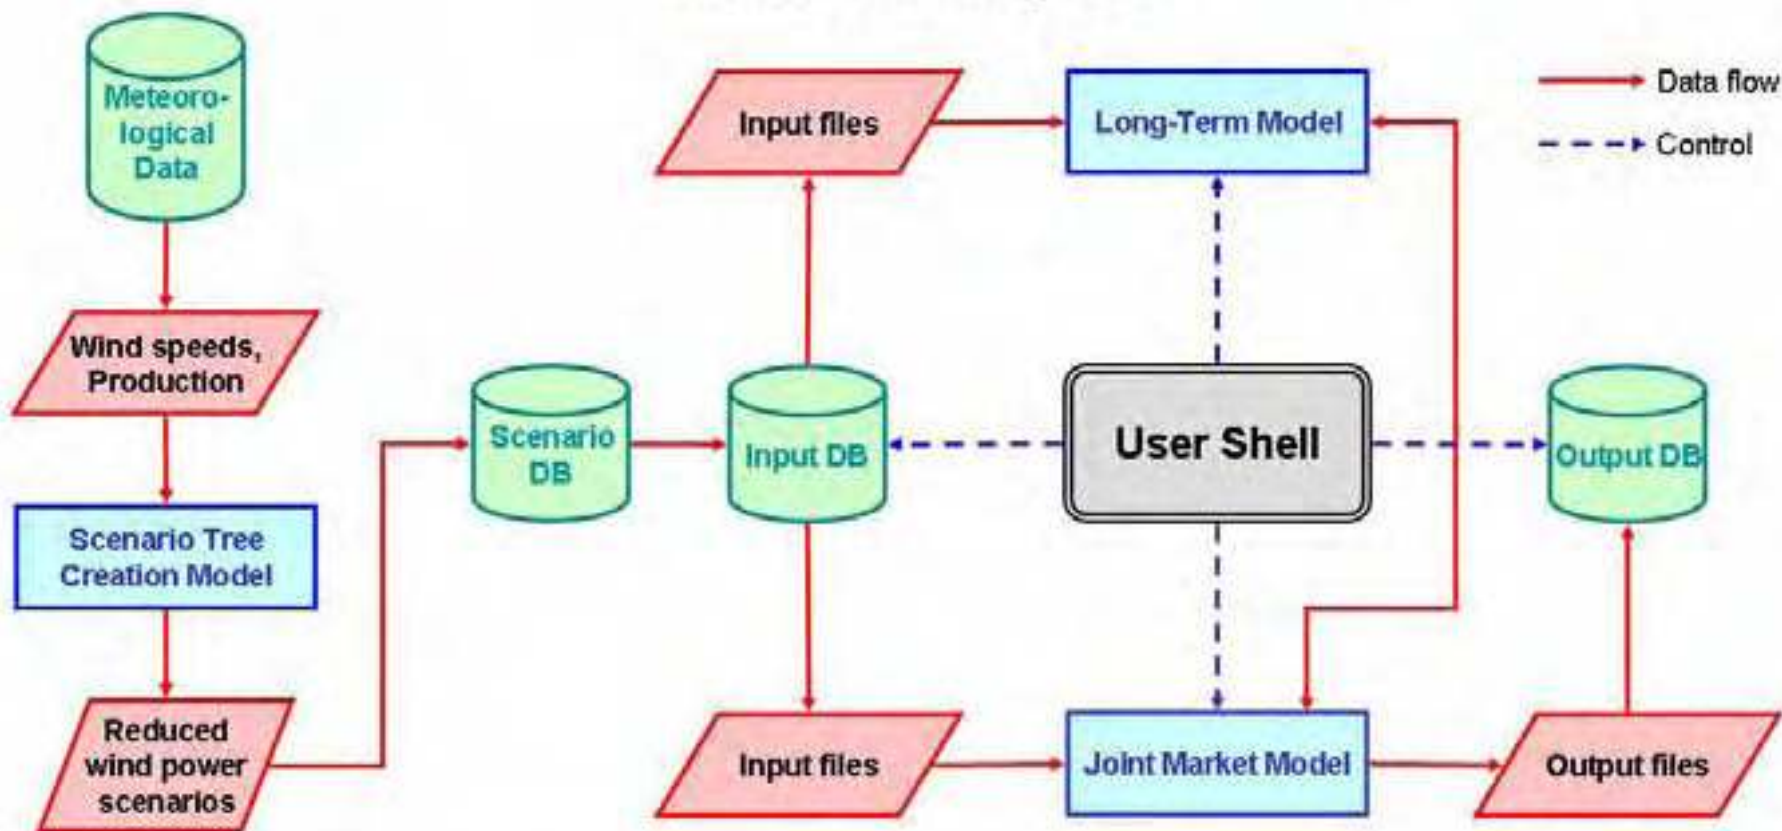 Meteoro-
logical
Data
Wind speeds,
Production
Scenario Tree
Creation Model
Reduced
wind power
scenarios
Scenario
DB
Input DB
Input files
Input files
Long-Term Model
User Shell
Joint Market Model
Output DB
Output files
Data flow
Control